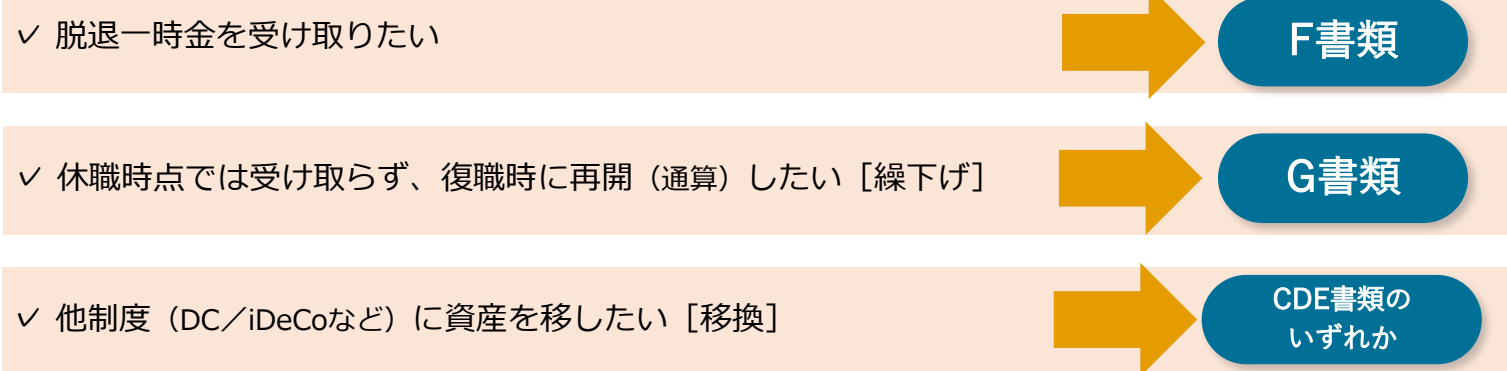 ✓ 脱退一時金を受け取りたい
F書類
✓ 休職時点では受け取らず、復職時に再開（通算）したい［繰下げ］
G書類
✓ 他制度（DC／iDeCoなど）に資産を移したい［移換］
CDE書類の
いずれか